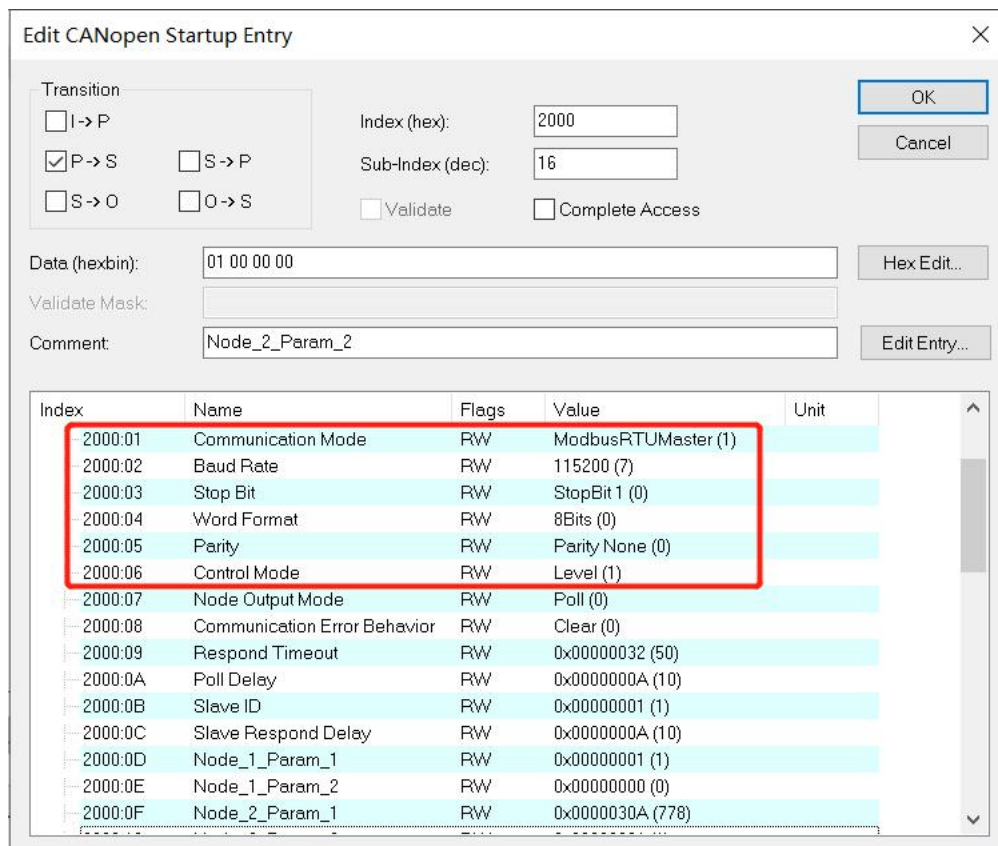 Edit CANopen Startup Entry
Transition
I -> P
P -> S
S -> P
S -> O
O -> S
Index (hex): 2000
Sub-Index (dec): 16
Validate
Complete Access
OK
Cancel
Data (hexbin): 01 00 00 00 Hex Edit...
Validate Mask:
Comment: Node_2_Param_2 Edit Entry...
Index Name Flags Value Unit
2000:01 Communication Mode RW ModbusRTUMaster (1)
2000:02 Baud Rate RW 115200 (7)
2000:03 Stop Bit RW StopBit 1 (0)
2000:04 Word Format RW 8Bits (0)
2000:05 Parity RW Parity None (0)
2000:06 Control Mode RW Level (1)
2000:07 Node Output Mode RW Poll (0)
2000:08 Communication Error Behavior RW Clear (0)
2000:09 Respond Timeout RW 0x00000032 (50)
2000:0A Poll Delay RW 0x0000000A (10)
2000:0B Slave ID RW 0x00000001 (1)
2000:0C Slave Respond Delay RW 0x0000000A (10)
2000:0D Node_1_Param_1 RW 0x00000001 (1)
2000:0E Node_1_Param_2 RW 0x00000000 (0)
2000:0F Node_2_Param_1 RW 0x0000030A (778)